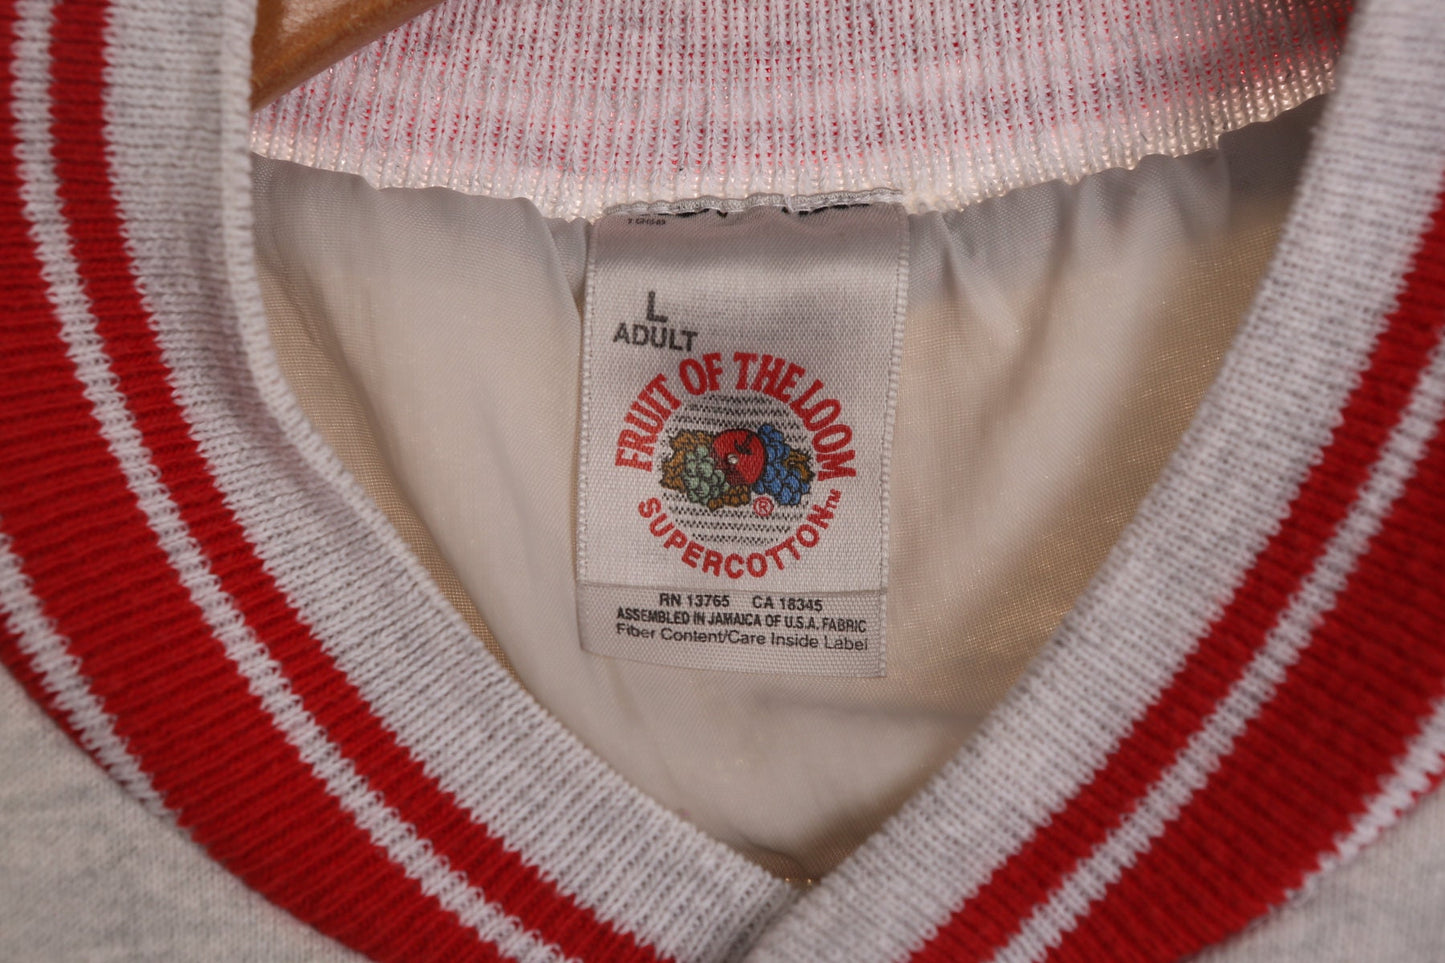 L
ADULT
FRUIT OF THE LOOM
®
SUPERCOTTON™
RN 13765 CA 18345
ASSEMBLED IN JAMAICA OF U.S.A. FABRIC
Fiber Content/Care Inside Label